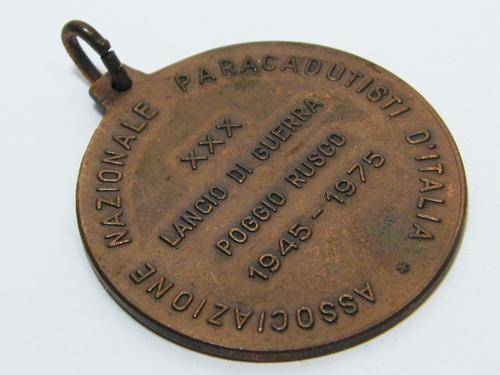 ASSOCIAZIONE NAZIONALE PARACADUTISTI D'ITALIA *
XXX
LANCIO DI GUERRA
POGGIO RUSCO
1945-1975